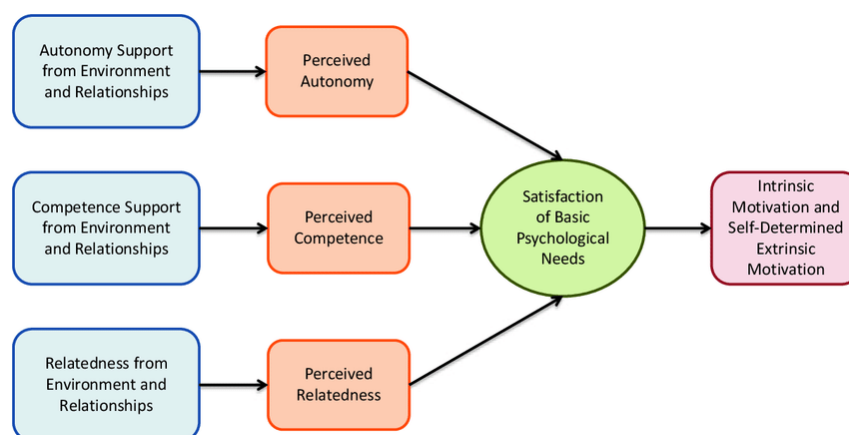 Autonomy Support
from Environment
and Relationships
Perceived
Autonomy
Competence Support
from Environment
and Relationships
Perceived
Competence
Satisfaction
of Basic
Psychological
Needs
Intrinsic
Motivation and
Self-Determined
Extrinsic
Motivation
Relatedness from
Environment and
Relationships
Perceived
Relatedness